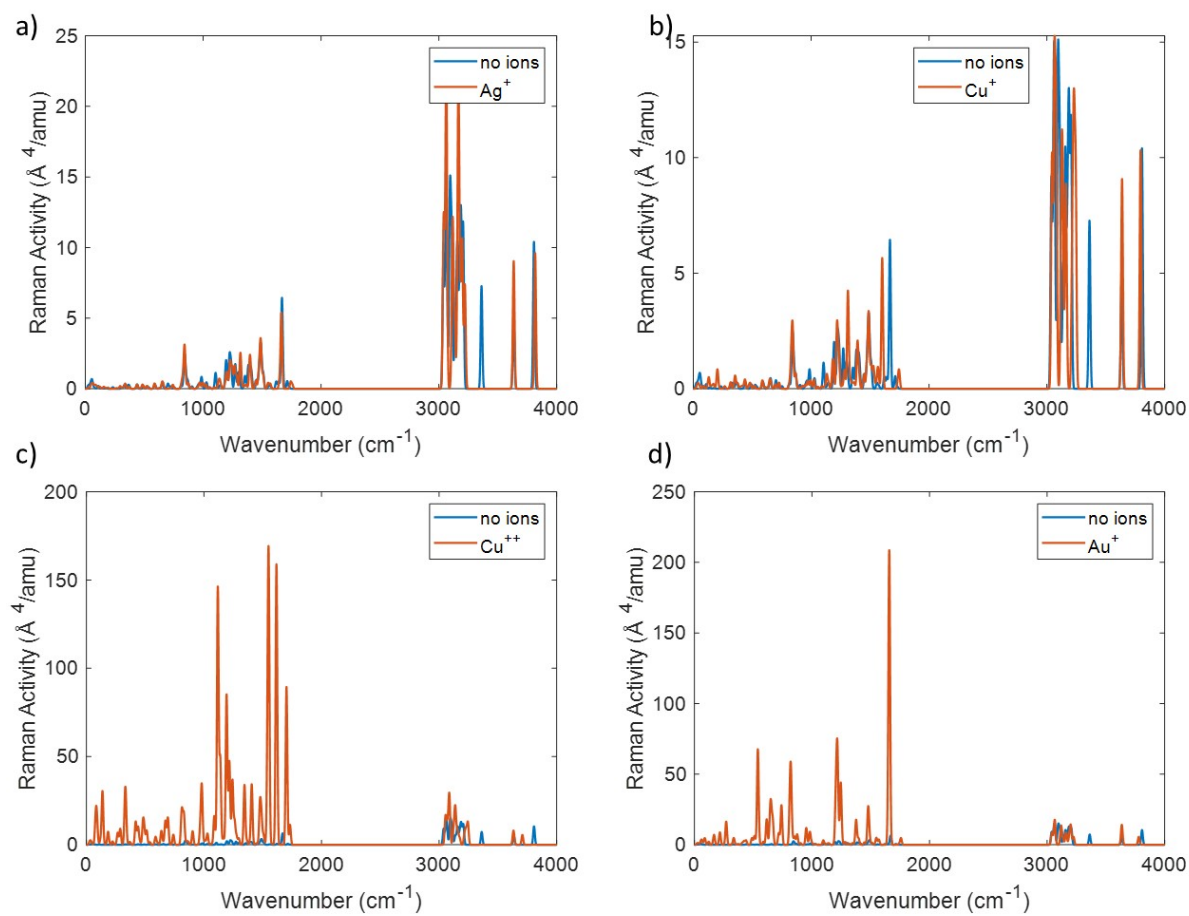 a)
25
20
15
10
5
0
Raman Activity (Å ⁴/amu)
no ions
Ag⁺
0 1000 2000 3000 4000
Wavenumber (cm⁻¹)
b)
15
10
5
0
Raman Activity (Å ⁴/amu)
no ions
Cu⁺
0 1000 2000 3000 4000
Wavenumber (cm⁻¹)
c)
200
150
100
50
0
Raman Activity (Å ⁴/amu)
no ions
Cu⁺⁺
0 1000 2000 3000 4000
Wavenumber (cm⁻¹)
d)
250
200
150
100
50
0
Raman Activity (Å ⁴/amu)
no ions
Au⁺
0 1000 2000 3000 4000
Wavenumber (cm⁻¹)